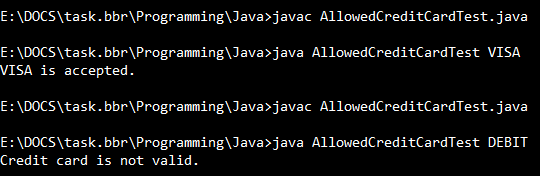 E:\DOCS\task.bbr\Programming\Java>javac AllowedCreditCardTest.java
E:\DOCS\task.bbr\Programming\Java>java AllowedCreditCardTest VISA
VISA is accepted.
E:\DOCS\task.bbr\Programming\Java>javac AllowedCreditCardTest.java
E:\DOCS\task.bbr\Programming\Java>java AllowedCreditCardTest DEBIT
Credit card is not valid.